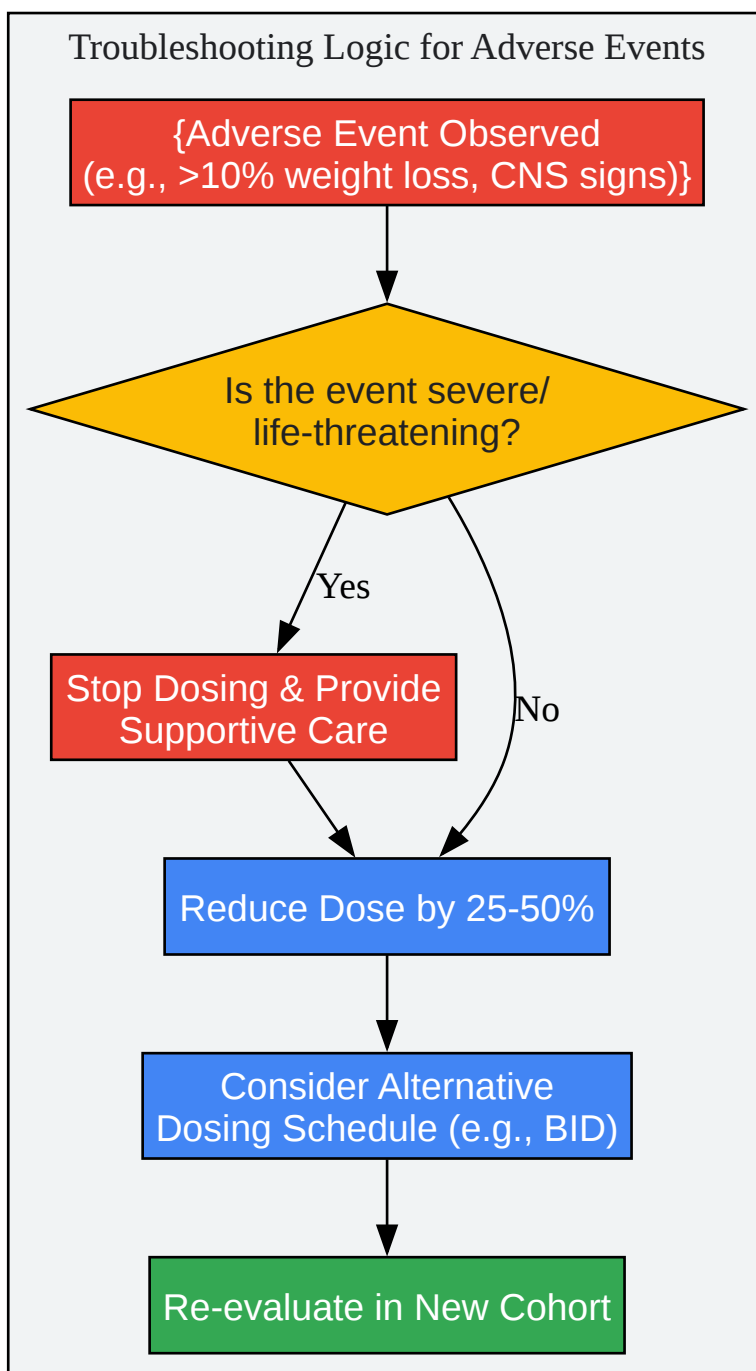 Troubleshooting Logic for Adverse Events
{Adverse Event Observed
(e.g., >10% weight loss, CNS signs)}
Is the event severe/
life-threatening?
Yes
Stop Dosing & Provide
Supportive Care
No
Reduce Dose by 25-50%
Consider Alternative
Dosing Schedule (e.g., BID)
Re-evaluate in New Cohort